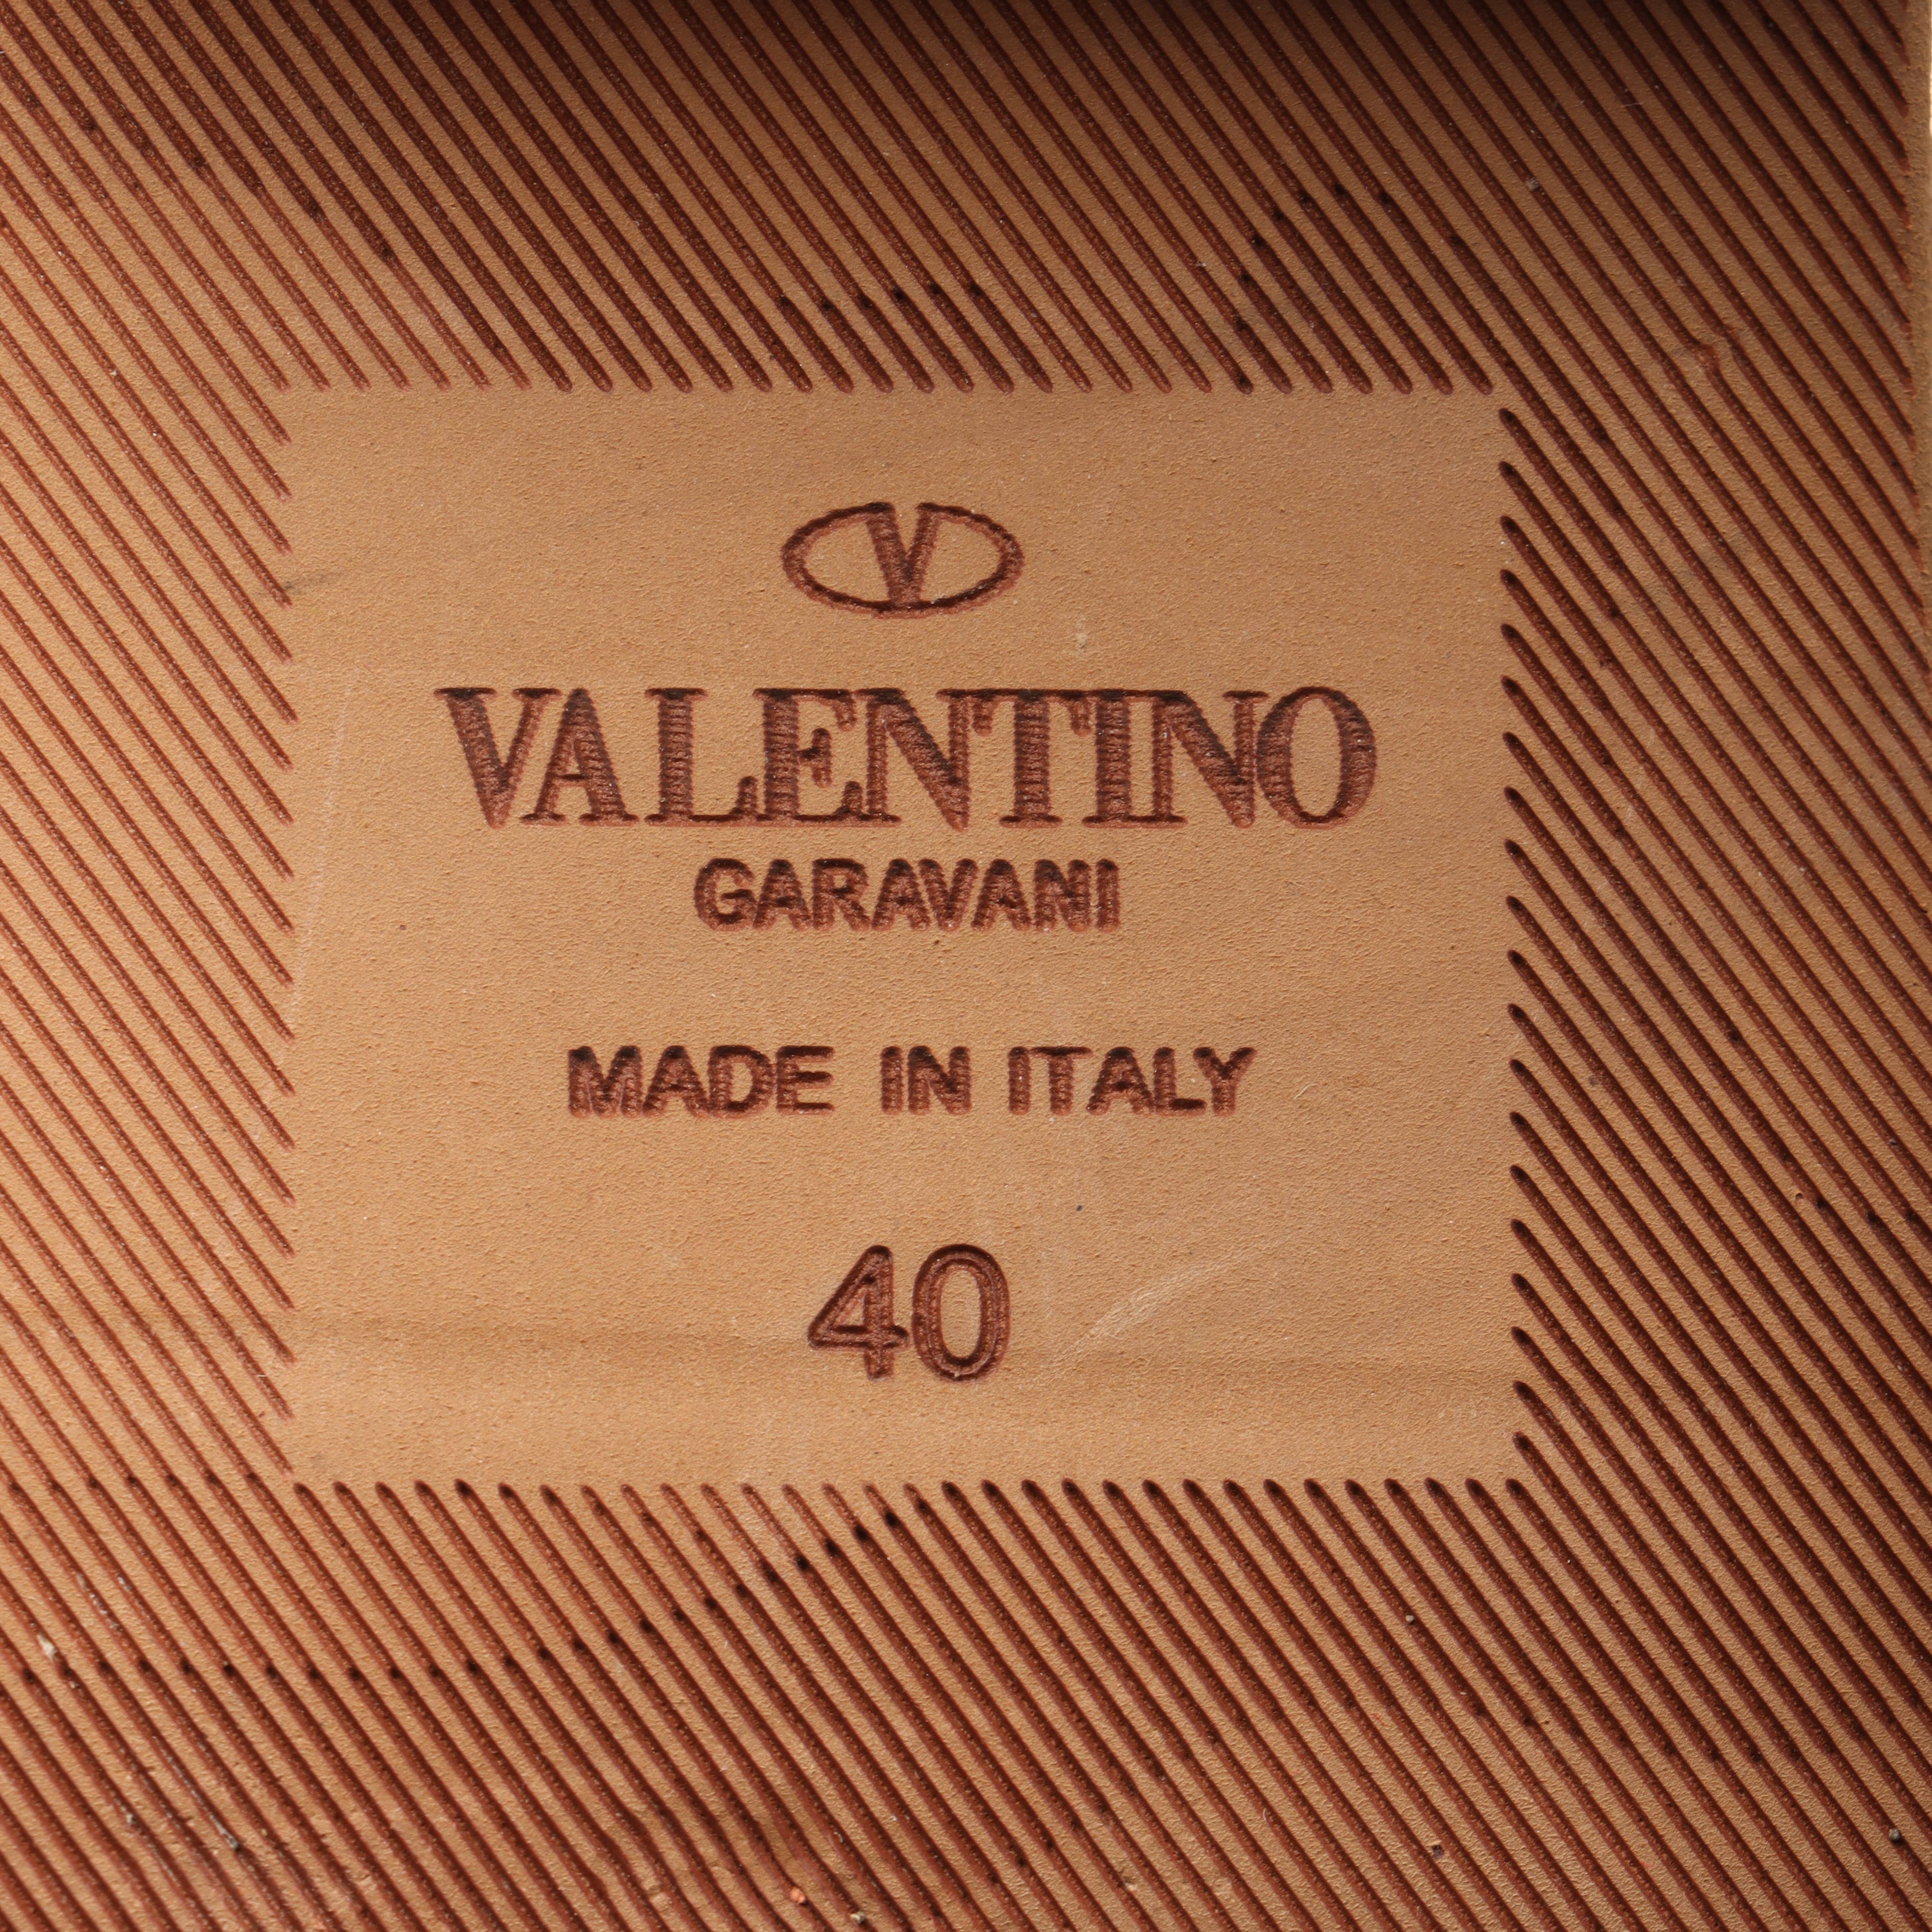 V
VALENTINO
GARAVANI
MADE IN ITALY
40